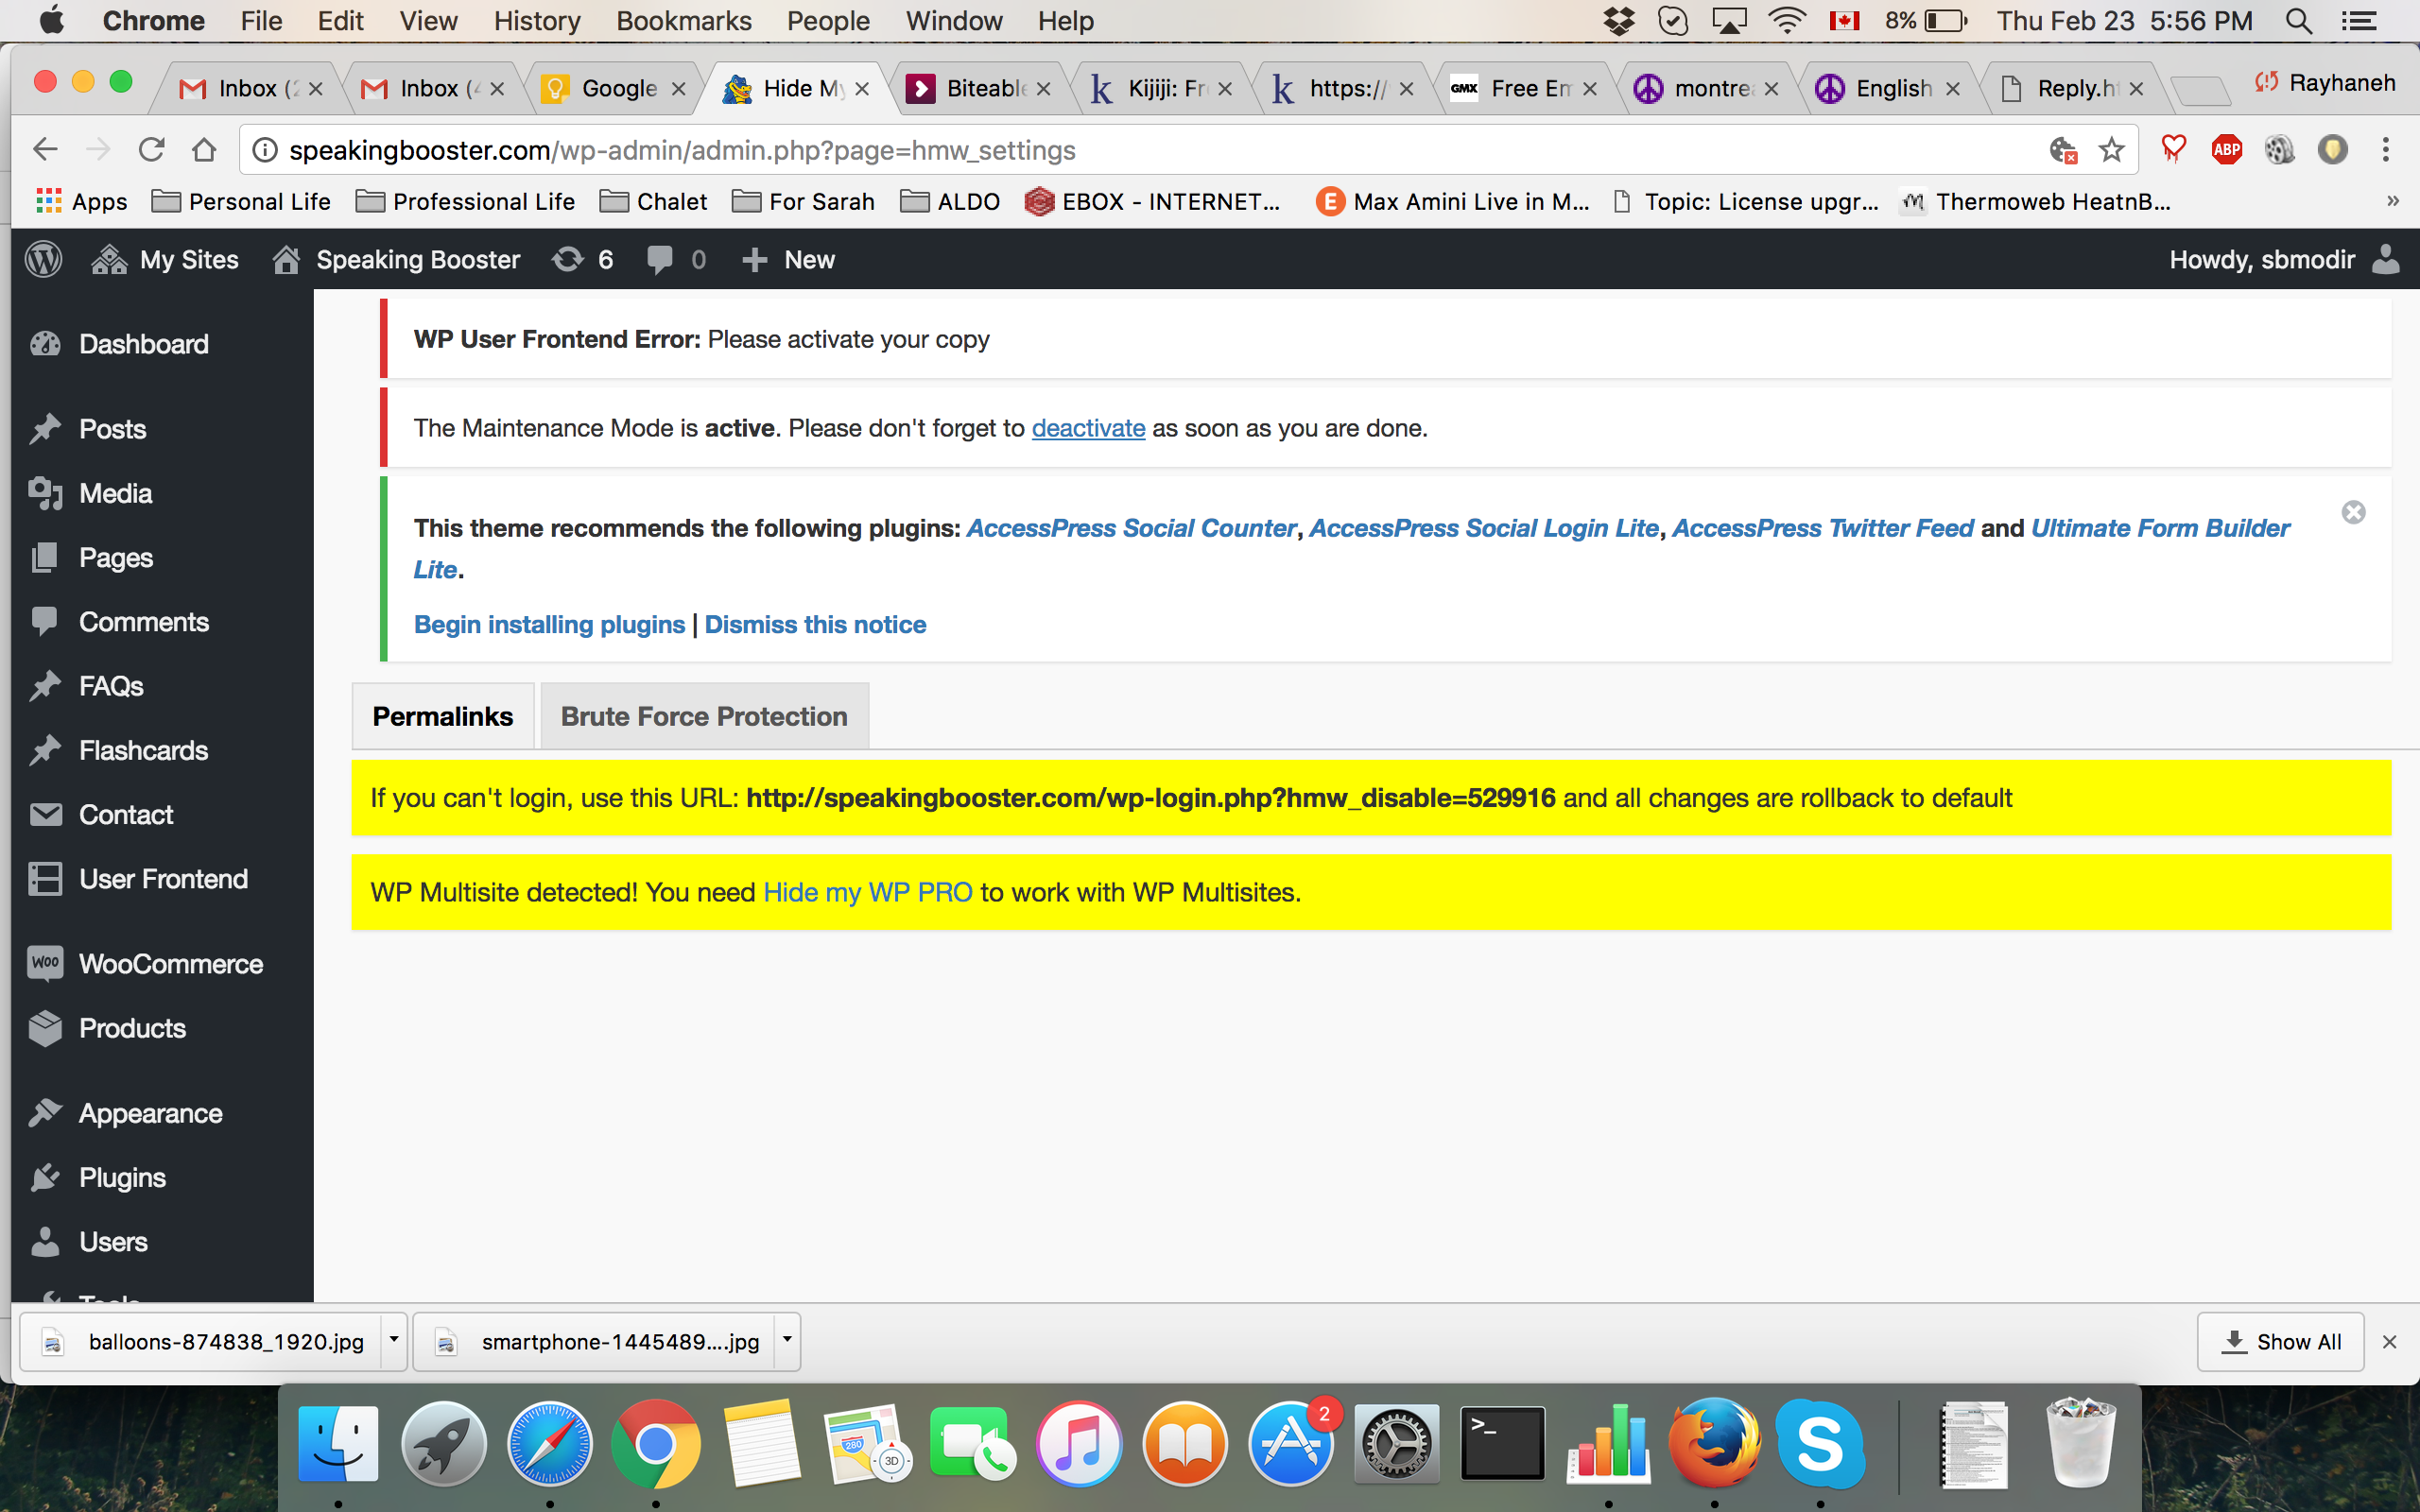 Chrome File Edit View History Bookmarks People Window Help 8% Thu Feb 23 5:56 PM
Inbox (2 Inbox (4 Google Hide My Biteable Kijiji: Fr https:// GMX Free Em montrea English Reply.ht Rayhaneh
speakingbooster.com/wp-admin/admin.php?page=hmw_settings ABP
Apps Personal Life Professional Life Chalet For Sarah ALDO EBOX - INTERNET... E Max Amini Live in M... Topic: License upgr... Thermoweb HeatnB... »
My Sites Speaking Booster 6 0 New Howdy, sbmodir
Dashboard
Posts
Media
Pages
Comments
FAQs
Flashcards
Contact
User Frontend
WOO WooCommerce
Products
Appearance
Plugins
Users
Tools
WP User Frontend Error: Please activate your copy
The Maintenance Mode is active. Please don't forget to deactivate as soon as you are done.
This theme recommends the following plugins: AccessPress Social Counter, AccessPress Social Login Lite, AccessPress Twitter Feed and Ultimate Form Builder
Lite.
Begin installing plugins | Dismiss this notice
Permalinks Brute Force Protection
If you can't login, use this URL: http://speakingbooster.com/wp-login.php?hmw_disable=529916 and all changes are rollback to default
WP Multisite detected! You need Hide my WP PRO to work with WP Multisites.
balloons-874838_1920.jpg smartphone-1445489....jpg Show All
280 3D 2 >_ S